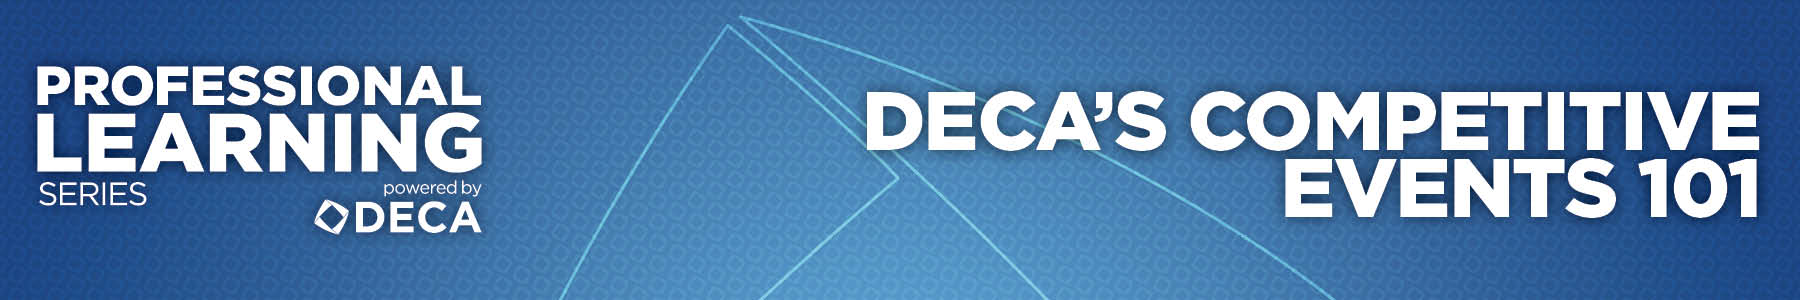 PROFESSIONAL
LEARNING
SERIES
powered by
DECA
DECA'S COMPETITIVE
EVENTS 101